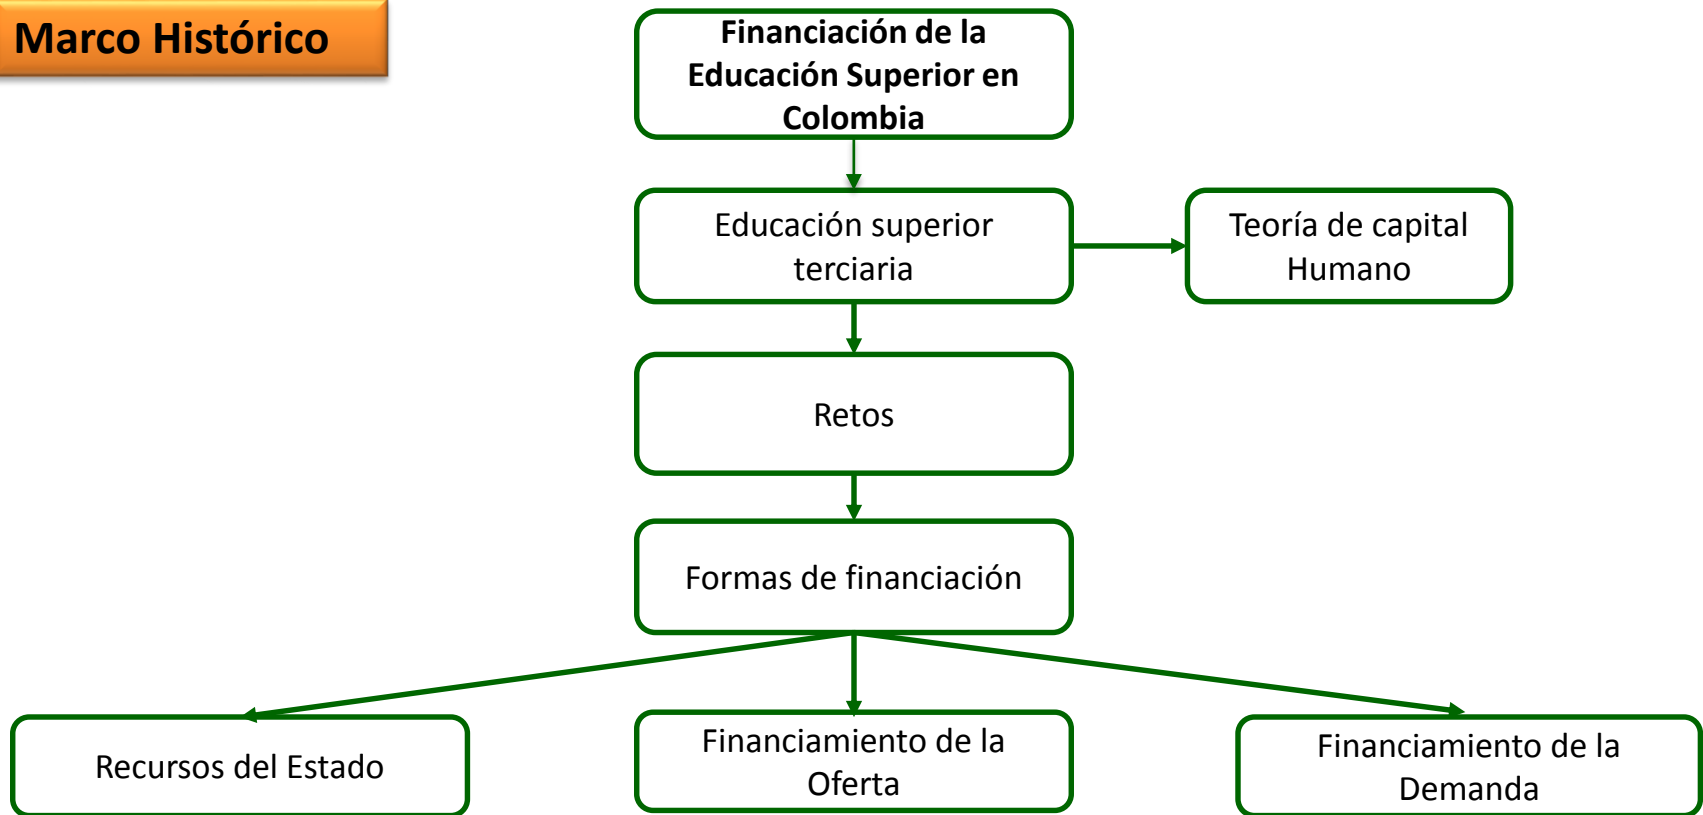 Marco Histórico
Financiación de la
Educación Superior en
Colombia
Educación superior
terciaria
Teoría de capital
Humano
Retos
Formas de financiación
Recursos del Estado
Financiamiento de la
Oferta
Financiamiento de la
Demanda